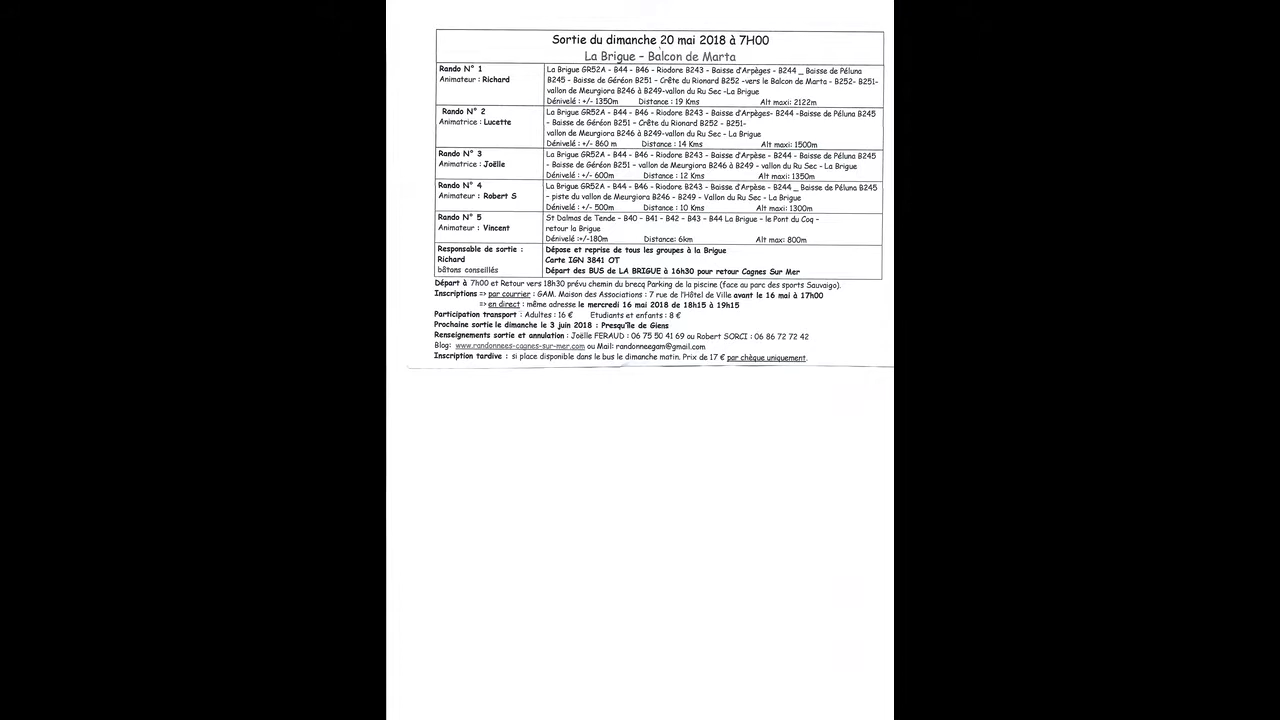 Sortie du dimanche 20 mai 2018 à 7H00
La Brigue – Balcon de Marta
Rando N° 1
Animateur : Richard
La Brigue GR52A - B44 - B46 - Riodore B243 - Baisse d'Arpèges - B244 _ Baisse de Péluna
B245 - Baisse de Géréon B251 – Crête du Rionard B252 -vers le Balcon de Marta - B252- B251-
vallon de Meurgiora B246 à B249-vallon du Ru Sec -La Brigue
Dénivelé : +/- 1350m Distance : 19 Kms Alt maxi: 2122m
Rando N° 2
Animatrice : Lucette
La Brigue GR52A - B44 - B46 - Riodore B243 - Baisse d'Arpèges- B244 -Baisse de Péluna B245
- Baisse de Géréon B251 – Crête du Rionard B252 - B251-
vallon de Meurgiora B246 à B249-vallon du Ru Sec - La Brigue
Dénivelé : +/- 860 m Distance : 14 Kms Alt maxi: 1500m
Rando N° 3
Animatrice : Joëlle
La Brigue GR52A - B44 - B46 - Riodore B243 - Baisse d'Arpèse - B244 - Baisse de Péluna B245
- Baisse de Géréon B251 – vallon de Meurgiora B246 à B249 - vallon du Ru Sec - La Brigue
Dénivelé : +/- 600m Distance : 12 Kms Alt maxi: 1350m
Rando N° 4
Animateur : Robert S
La Brigue GR52A - B44 - B46 - Riodore B243 - Baisse d'Arpèse - B244 _ Baisse de Péluna B245
– piste du vallon de Meurgiora B246 - B249 – Vallon du Ru Sec - La Brigue
Dénivelé : +/- 500m Distance : 10 Kms Alt maxi: 1300m
Rando N° 5
Animateur : Vincent
St Dalmas de Tende – B40 – B41 - B42 – B43 – B44 La Brigue – le Pont du Coq –
retour la Brigue
Dénivelé :+/-180m Distance: 6km Alt max: 800m
Responsable de sortie :
Richard
bâtons conseillés
Dépose et reprise de tous les groupes à la Brigue
Carte IGN 3841 OT
Départ des BUS de LA BRIGUE à 16h30 pour retour Cagnes Sur Mer
Départ à 7h00 et Retour vers 18h30 prévu chemin du brecq Parking de la piscine (face au parc des sports Sauvaigo).
Inscriptions => par courrier : GAM. Maison des Associations : 7 rue de l'Hôtel de Ville avant le 16 mai à 17h00
=> en direct : même adresse le mercredi 16 mai 2018 de 18h15 à 19h15
Participation transport : Adultes : 16 € Etudiants et enfants : 8 €
Prochaine sortie le dimanche le 3 juin 2018 : Presqu'île de Giens
Renseignements sortie et annulation : Joëlle FERAUD : 06 75 50 41 69 ou Robert SORCI : 06 86 72 72 42
Blog: www.randonnees-cagnes-sur-mer.com ou Mail: randonneegam@gmail.com
Inscription tardive : si place disponible dans le bus le dimanche matin. Prix de 17 € par chèque uniquement.